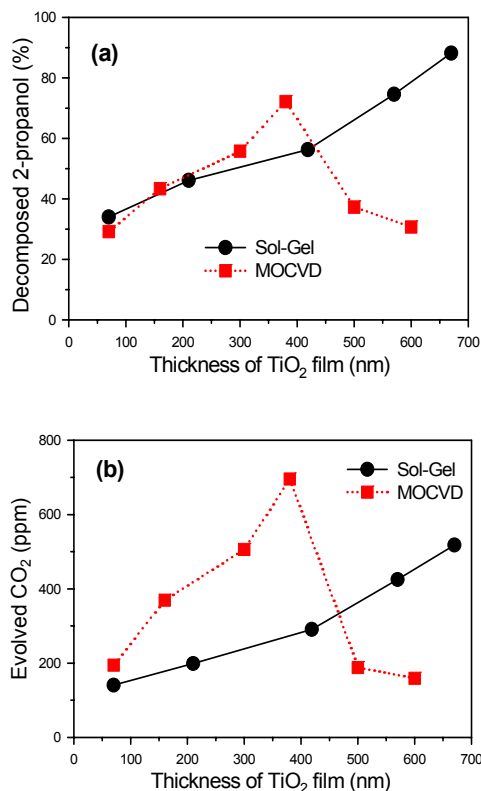 (a)
Decomposed 2-propanol (%)
100
80
60
40
20
0
Sol-Gel
MOCVD
0 100 200 300 400 500 600 700
Thickness of TiO₂ film (nm)
(b)
Evolved CO₂ (ppm)
800
600
400
200
0
Sol-Gel
MOCVD
0 100 200 300 400 500 600 700
Thickness of TiO₂ film (nm)